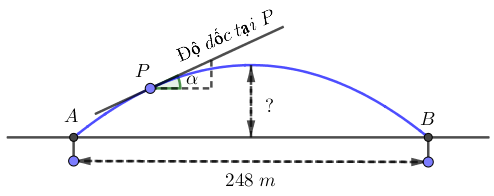 Độ dốc tại P
P
α
A
?
B
248 m